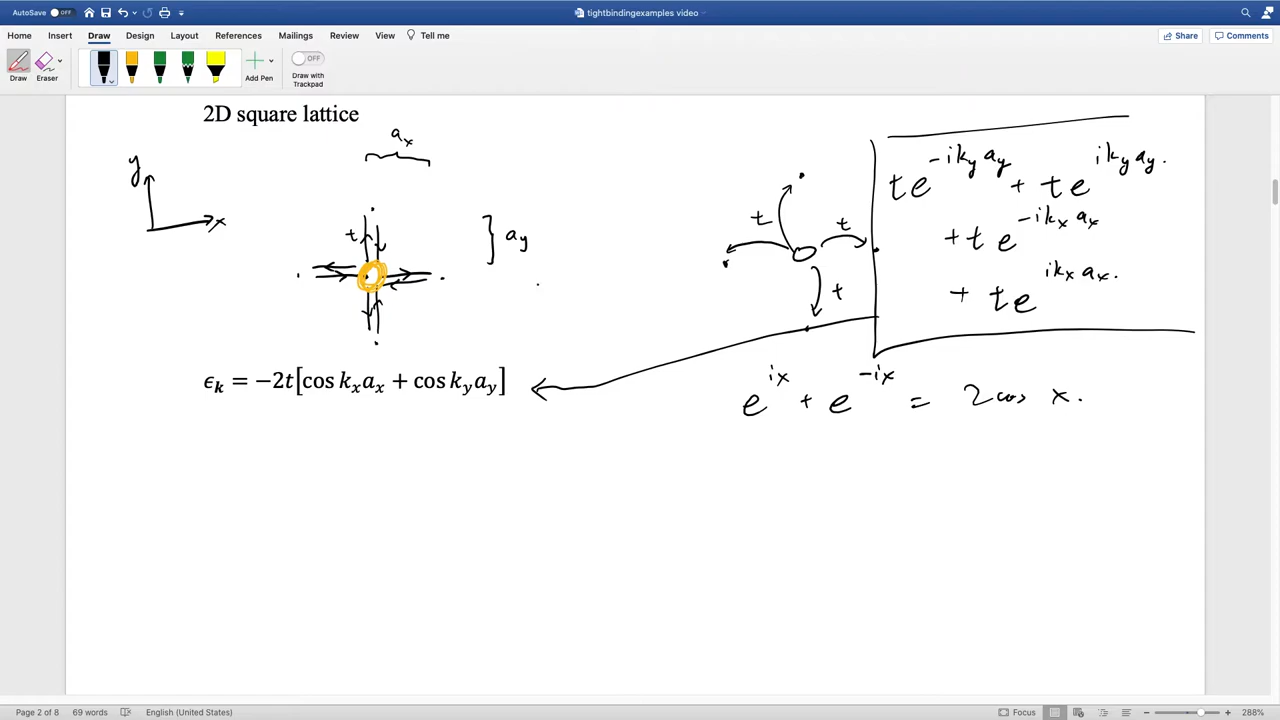 AutoSave OFF
tightbindingexamples video
Home Insert Draw Design Layout References Mailings Review View Tell me
Share Comments
Draw Eraser Add Pen OFF Draw with Trackpad
2D square lattice
a_x
y
x
t
a_y
t
t
t
te^{-ik_y a_y} + te^{ik_y a_y}.
+ te^{-ik_x a_x}
+ te^{ik_x a_x}.
ϵ_𝐤 = −2t[cos k_x a_x + cos k_y a_y]
e^{ix} + e^{-ix} = 2cos x.
Page 2 of 8 69 words English (United States) Focus 288%